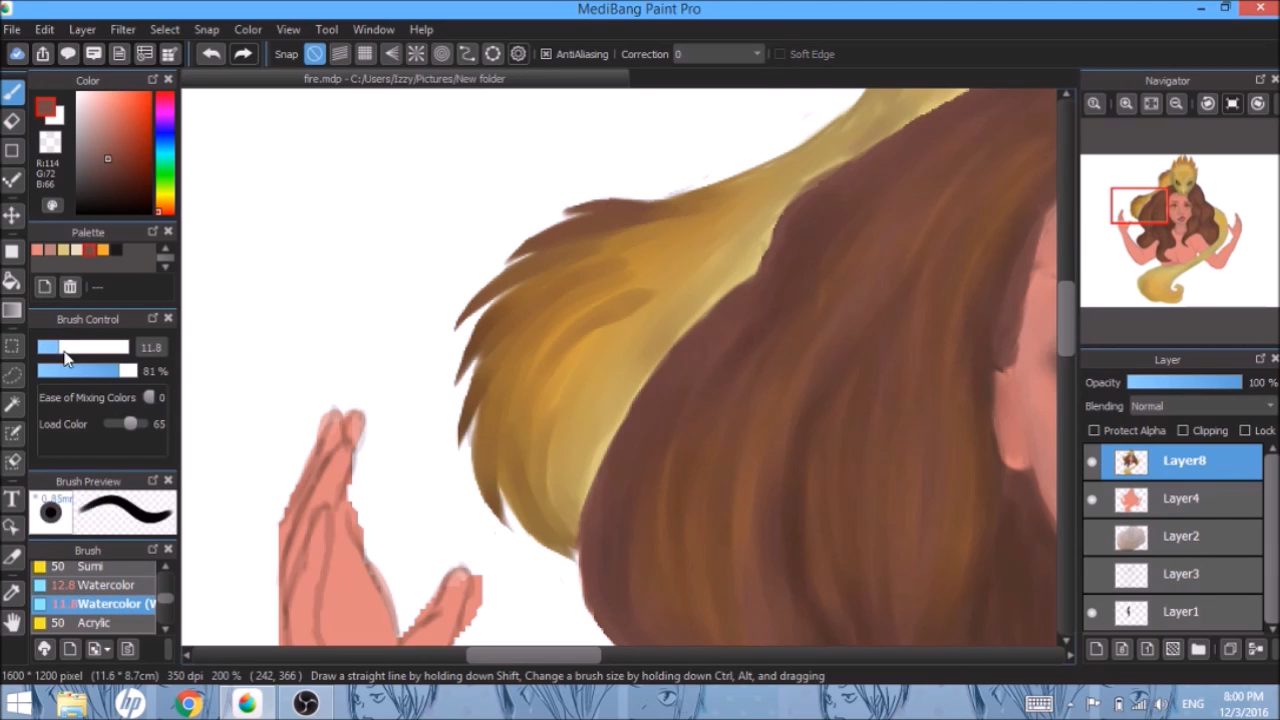 MediBang Paint Pro
File Edit Layer Filter Select Snap Color View Tool Window Help
Snap AntiAliasing Correction 0 Soft Edge
Color fire.mdp - C:/Users/Izzy/Pictures/New folder Navigator
R:114
G:72
B:66
Palette
---
Brush Control
11.8
81 %
Ease of Mixing Colors 0
Load Color 65
Brush Preview
* 0.85mr
Brush
50 Sumi
12.8 Watercolor
11.8 Watercolor (W
50 Acrylic
Layer
Opacity 100 %
Blending Normal
Protect Alpha Clipping Lock
Layer8
Layer4
Layer2
Layer3
Layer1
1600 * 1200 pixel (11.6 * 8.7cm) 350 dpi 200 % ( 242, 366 ) Draw a straight line by holding down Shift, Change a brush size by holding down Ctrl, Alt, and dragging
hp ENG 8:00 PM
12/3/2016